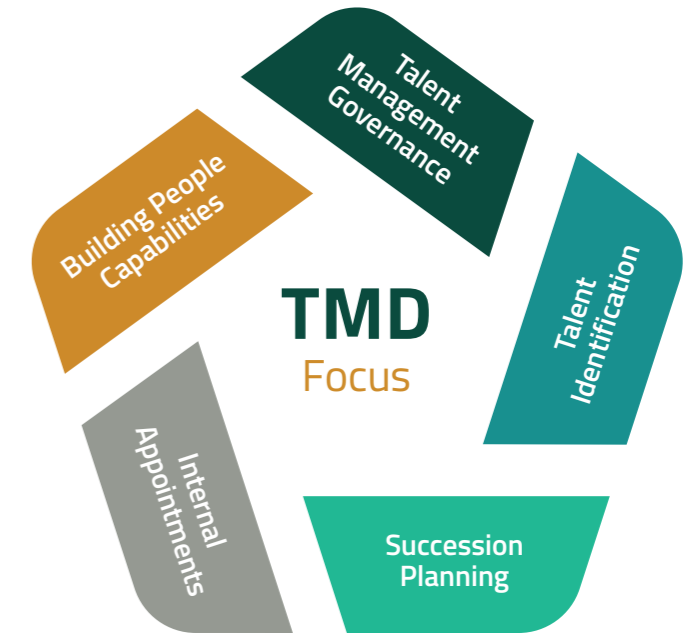 Talent
Management
Governance
Talent
Identification
Succession
Planning
Internal
Appointments
Building People
Capabilities
TMD
Focus